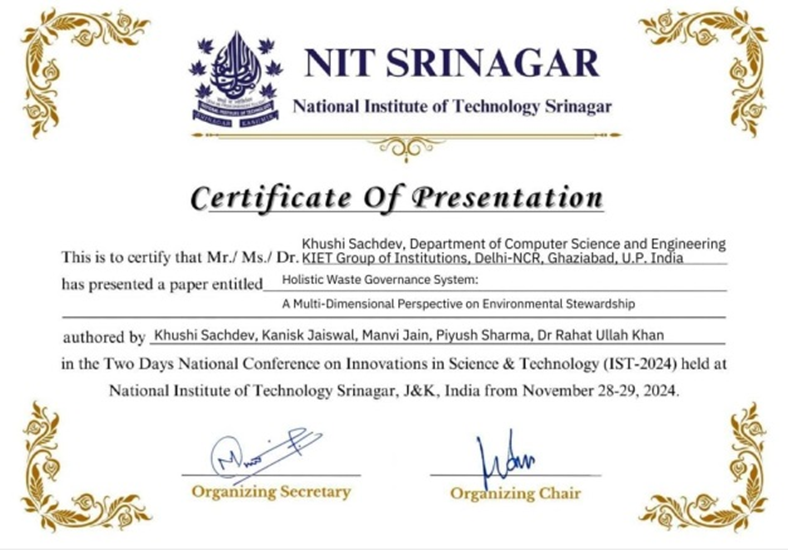 NIT SRINAGAR
National Institute of Technology Srinagar
Certificate Of Presentation
Khushi Sachdev, Department of Computer Science and Engineering
This is to certify that Mr./ Ms./ Dr. KIET Group of Institutions, Delhi-NCR, Ghaziabad, U.P. India
has presented a paper entitled Holistic Waste Governance System:
A Multi-Dimensional Perspective on Environmental Stewardship
authored by Khushi Sachdev, Kanisk Jaiswal, Manvi Jain, Piyush Sharma, Dr Rahat Ullah Khan
in the Two Days National Conference on Innovations in Science & Technology (IST-2024) held at
National Institute of Technology Srinagar, J&K, India from November 28-29, 2024.
Organizing Secretary
Organizing Chair